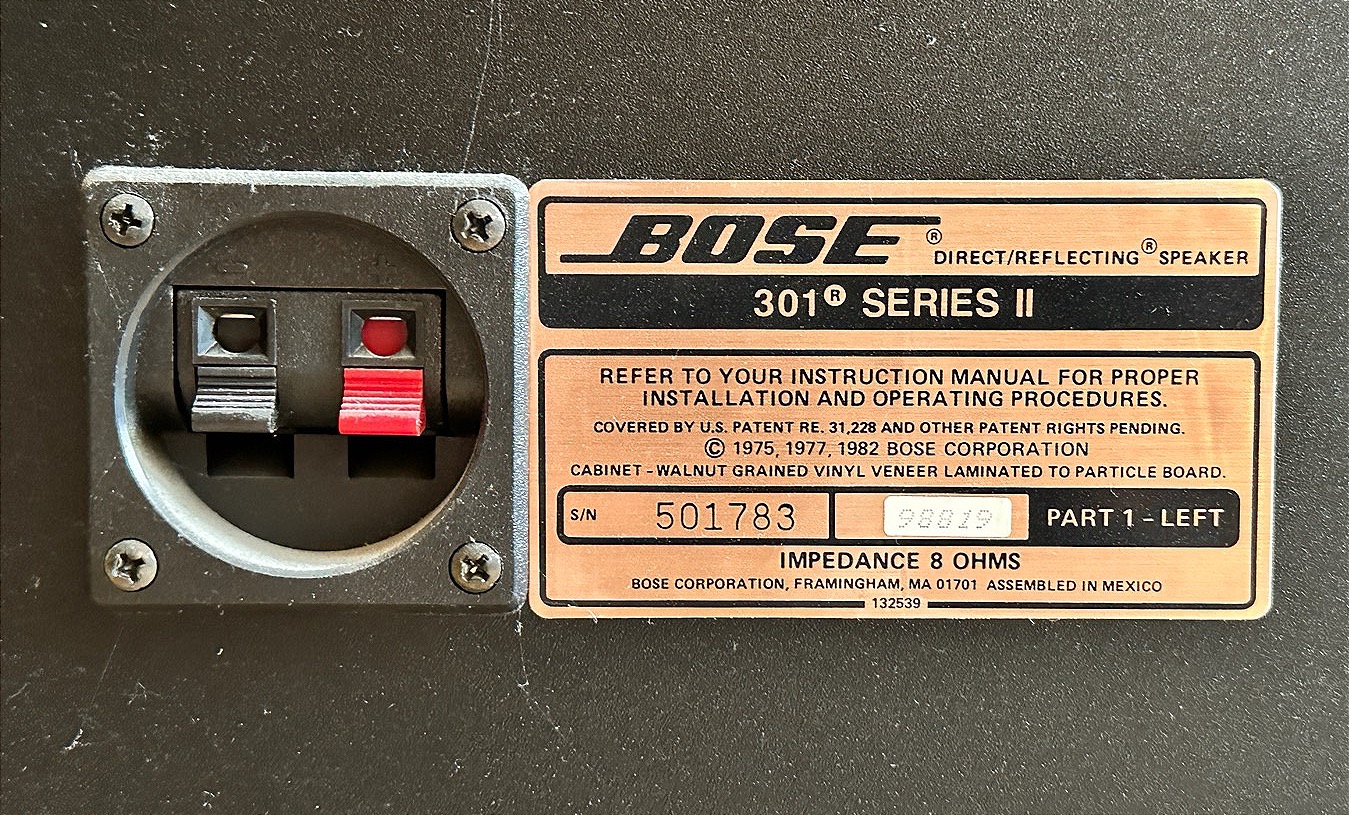 BOSE®
DIRECT/REFLECTING® SPEAKER
301® SERIES II
REFER TO YOUR INSTRUCTION MANUAL FOR PROPER
INSTALLATION AND OPERATING PROCEDURES.
COVERED BY U.S. PATENT RE. 31,228 AND OTHER PATENT RIGHTS PENDING.
© 1975, 1977, 1982 BOSE CORPORATION
CABINET - WALNUT GRAINED VINYL VENEER LAMINATED TO PARTICLE BOARD.
S/N 501783 98819 PART 1 - LEFT
IMPEDANCE 8 OHMS
BOSE CORPORATION, FRAMINGHAM, MA 01701 ASSEMBLED IN MEXICO
132539